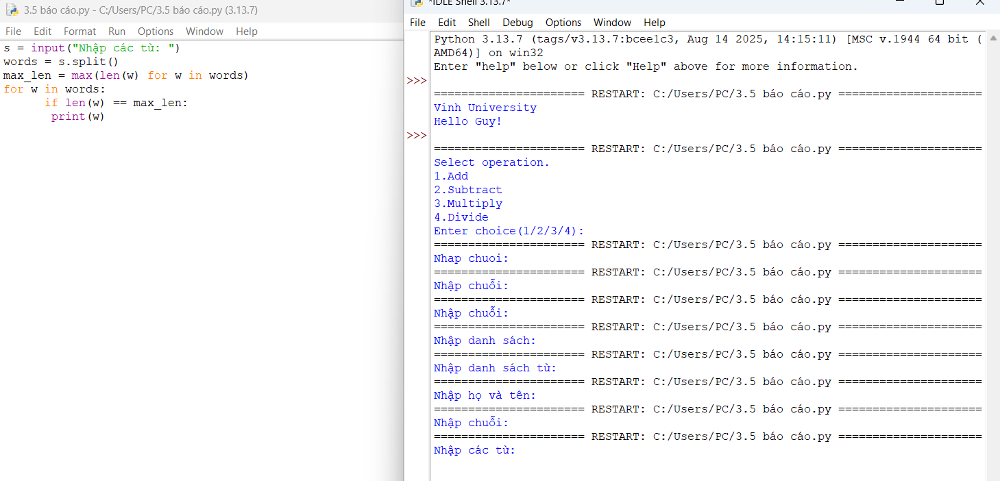 3.5 báo cáo.py - C:/Users/PC/3.5 báo cáo.py (3.13.7)
File Edit Format Run Options Window Help
s = input("Nhập các từ: ")
words = s.split()
max_len = max(len(w) for w in words)
for w in words:
      if len(w) == max_len:
       print(w)
*IDLE Shell 3.13.7*
File Edit Shell Debug Options Window Help
Python 3.13.7 (tags/v3.13.7:bcee1c3, Aug 14 2025, 14:15:11) [MSC v.1944 64 bit (
AMD64)] on win32
Enter "help" below or click "Help" above for more information.
>>>
====================== RESTART: C:/Users/PC/3.5 báo cáo.py =====================
Vinh University
Hello Guy!
>>>
====================== RESTART: C:/Users/PC/3.5 báo cáo.py =====================
Select operation.
1.Add
2.Subtract
3.Multiply
4.Divide
Enter choice(1/2/3/4):
====================== RESTART: C:/Users/PC/3.5 báo cáo.py =====================
Nhap chuoi:
====================== RESTART: C:/Users/PC/3.5 báo cáo.py =====================
Nhập chuỗi:
====================== RESTART: C:/Users/PC/3.5 báo cáo.py =====================
Nhập chuỗi:
====================== RESTART: C:/Users/PC/3.5 báo cáo.py =====================
Nhập danh sách:
====================== RESTART: C:/Users/PC/3.5 báo cáo.py =====================
Nhập danh sách từ:
====================== RESTART: C:/Users/PC/3.5 báo cáo.py =====================
Nhập họ và tên:
====================== RESTART: C:/Users/PC/3.5 báo cáo.py =====================
Nhập chuỗi:
====================== RESTART: C:/Users/PC/3.5 báo cáo.py =====================
Nhập các từ: